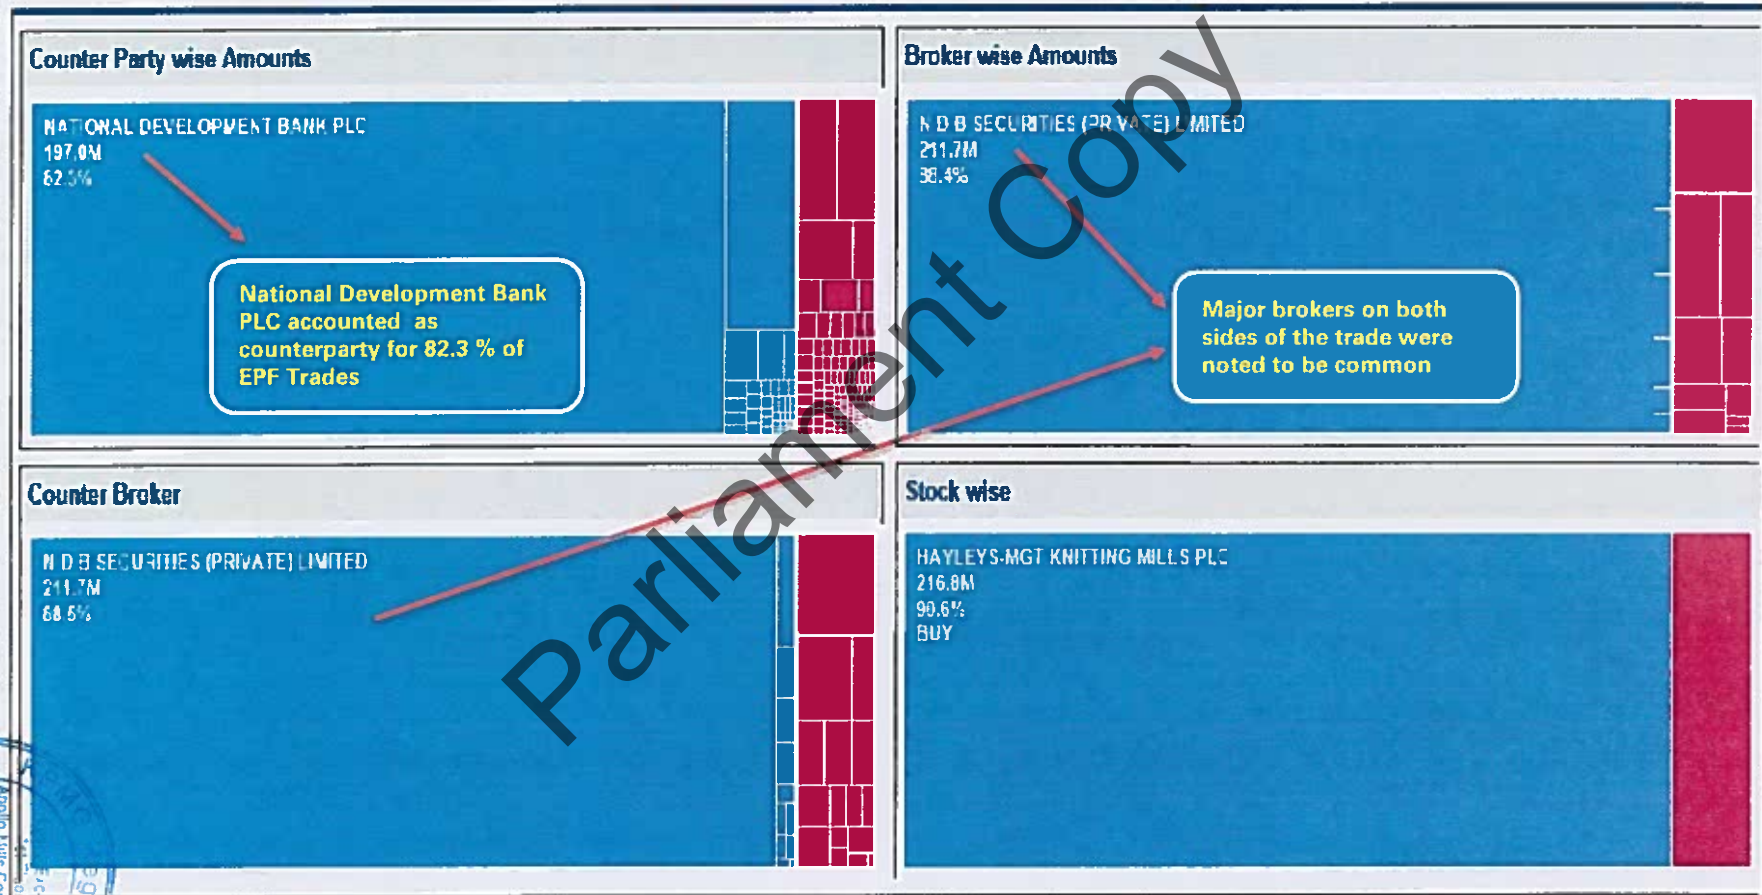 Counter Party wise Amounts
NATIONAL DEVELOPMENT BANK PLC
197.0M
82.3%
National Development Bank
PLC accounted as
counterparty for 82.3 % of
EPF Trades
Broker wise Amounts
N D B SECURITIES (PRIVATE) LIMITED
211.7M
38.4%
Major brokers on both
sides of the trade were
noted to be common
Counter Broker
N D B SECURITIES (PRIVATE) LIMITED
211.7M
Stock wise
HAYLEYS-MGT KNITTING MILLS PLC
216.8M
90.6%
BUY
Parliament Copy